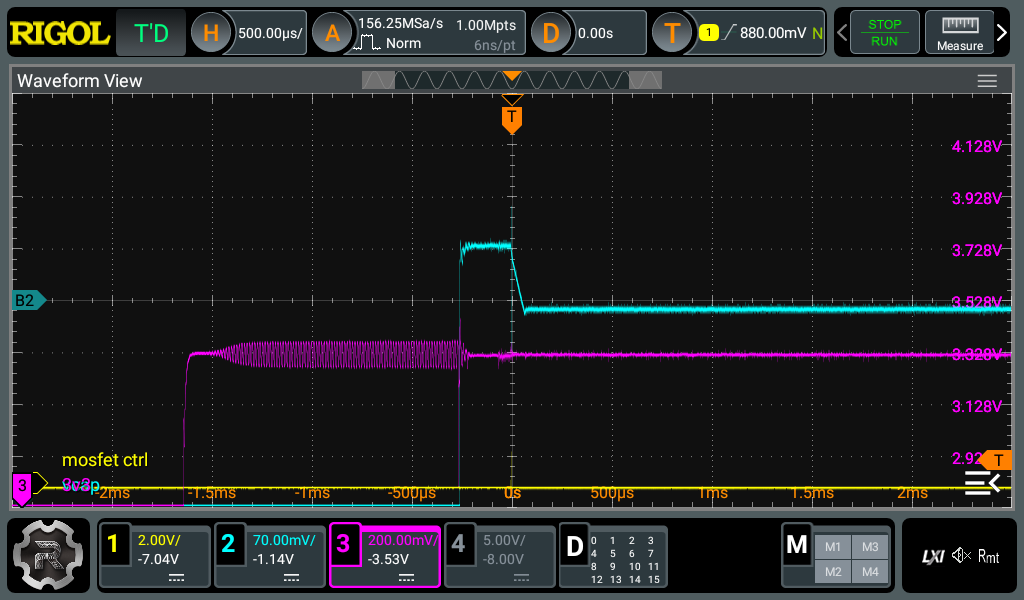 RIGOL T'D H 500.00µs/ A 156.25MSa/s 1.00Mpts
Norm 6ns/pt
D 0.00s T 1 880.00mV N
STOP
RUN
Measure
Waveform View
T
4.128V
3.928V
3.728V
B2
3.528V
3.328V
3.128V
mosfet ctrl
2.92
T
3
vcap
-2ms -1.5ms -1ms -500µs 0s 500µs 1ms 1.5ms 2ms
1 2.00V/
-7.04V
2 70.00mV/
-1.14V
3 200.00mV/
-3.53V
4 5.00V/
-8.00V
D 0 1 2 3
4 5 6 7
8 9 10 11
12 13 14 15
M M1 M3
M2 M4
R
LXI Rmt